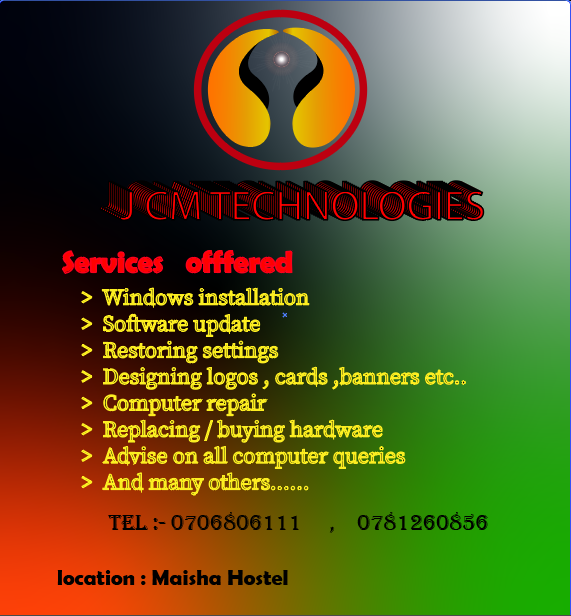 J CM TECHNOLOGIES
Services offfered
> Windows installation
> Software update
> Restoring settings
> Designing logos , cards ,banners etc..
> Computer repair
> Replacing / buying hardware
> Advise on all computer queries
> And many others......
TEL :- 0706806111 , 0781260856
location : Maisha Hostel